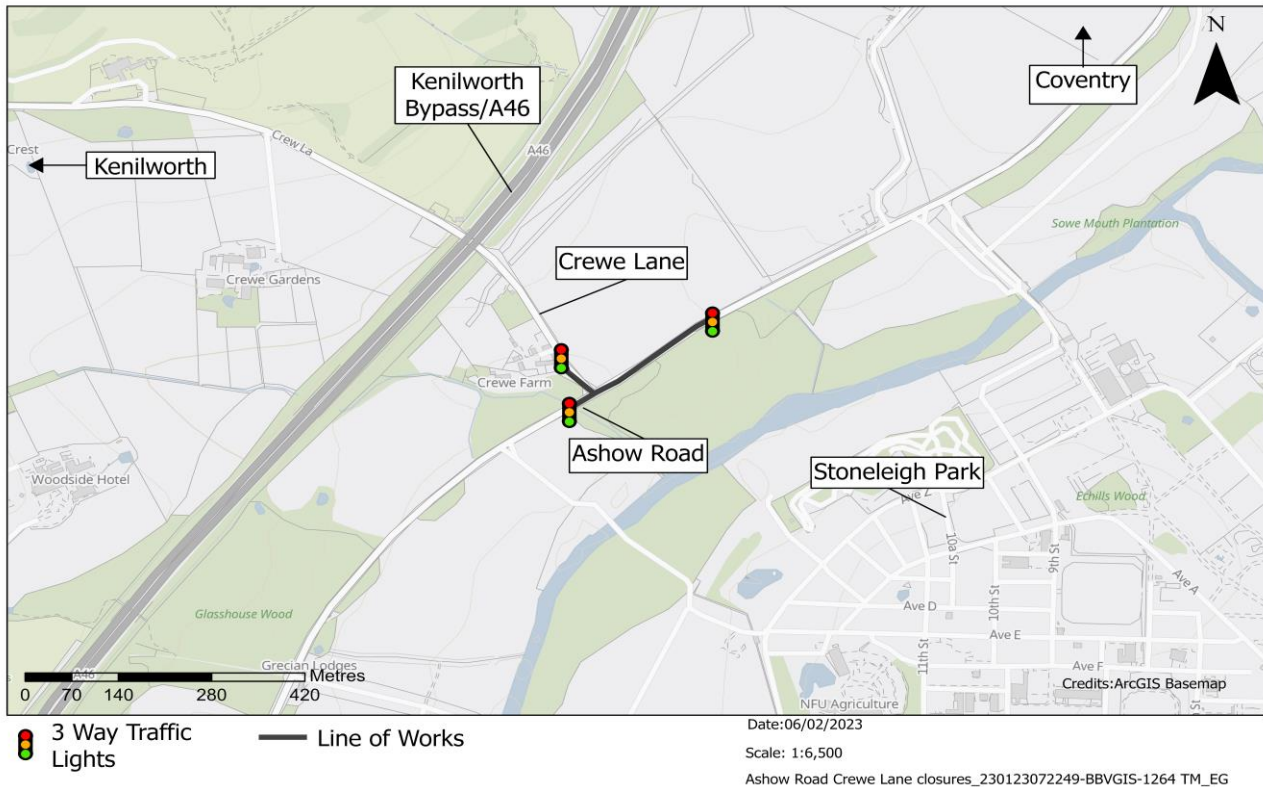 N
Kenilworth
Bypass/A46
Coventry
Crew La
A46
Crest
Kenilworth
Sowe Mouth Plantation
Crewe Gardens
Crewe Lane
Crewe Farm
Ashow Road
Woodside Hotel
Stoneleigh Park
Ave Z
Echills Wood
10a St
9th St
Ave A
Glasshouse Wood
Ave D
10th St
Ave E
11th St
Grecian Lodges
Ave F
A46
Metres
0 70 140 280 420
NFU Agriculture
Credits:ArcGIS Basemap
3 Way Traffic
Lights
Line of Works
Date:06/02/2023
Scale: 1:6,500
Ashow Road Crewe Lane closures_230123072249-BBVGIS-1264 TM_EG